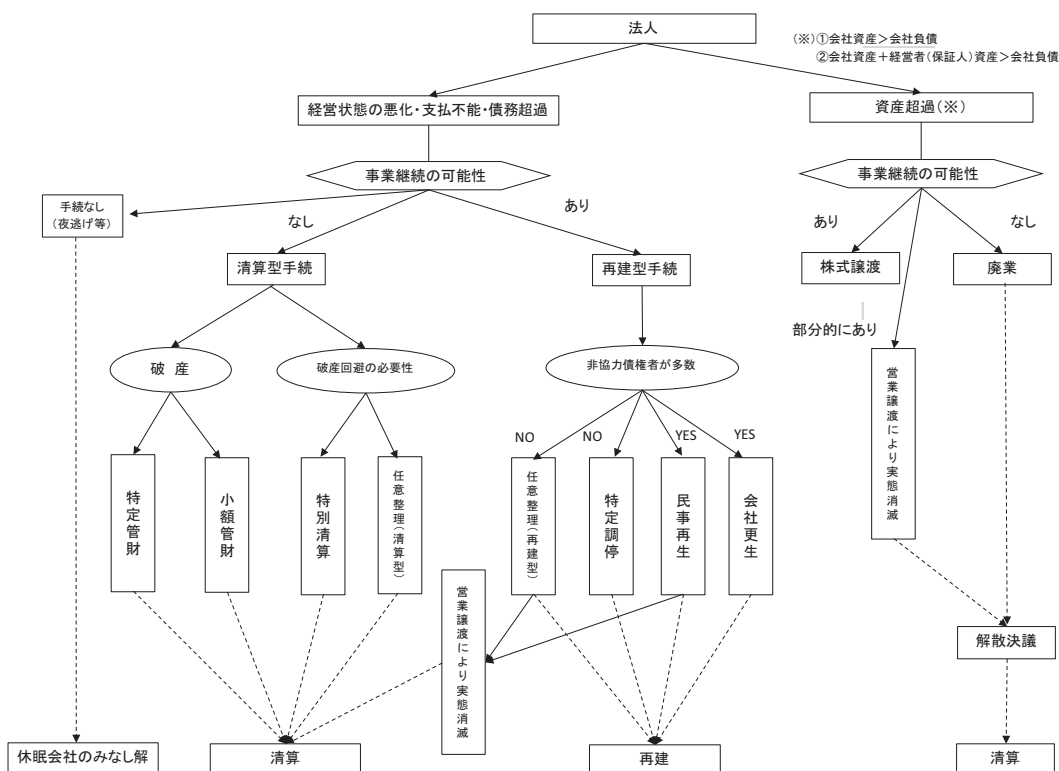 法人
(※)①会社資産>会社負債
②会社資産+経営者(保証人)資産>会社負債
経営状態の悪化・支払不能・債務超過
資産超過(※)
事業継続の可能性
事業継続の可能性
手続なし
(夜逃げ等)
なし
あり
あり
なし
清算型手続
再建型手続
株式譲渡
廃業
部分的にあり
破 産
破産回避の必要性
非協力債権者が多数
営業譲渡により実態消滅
NO
NO
YES
YES
特定管財
小額管財
特別清算
任意整理(清算型)
任意整理(再建型)
特定調停
民事再生
会社更生
営業譲渡により実態消滅
解散決議
休眠会社のみなし解
清算
再建
清算